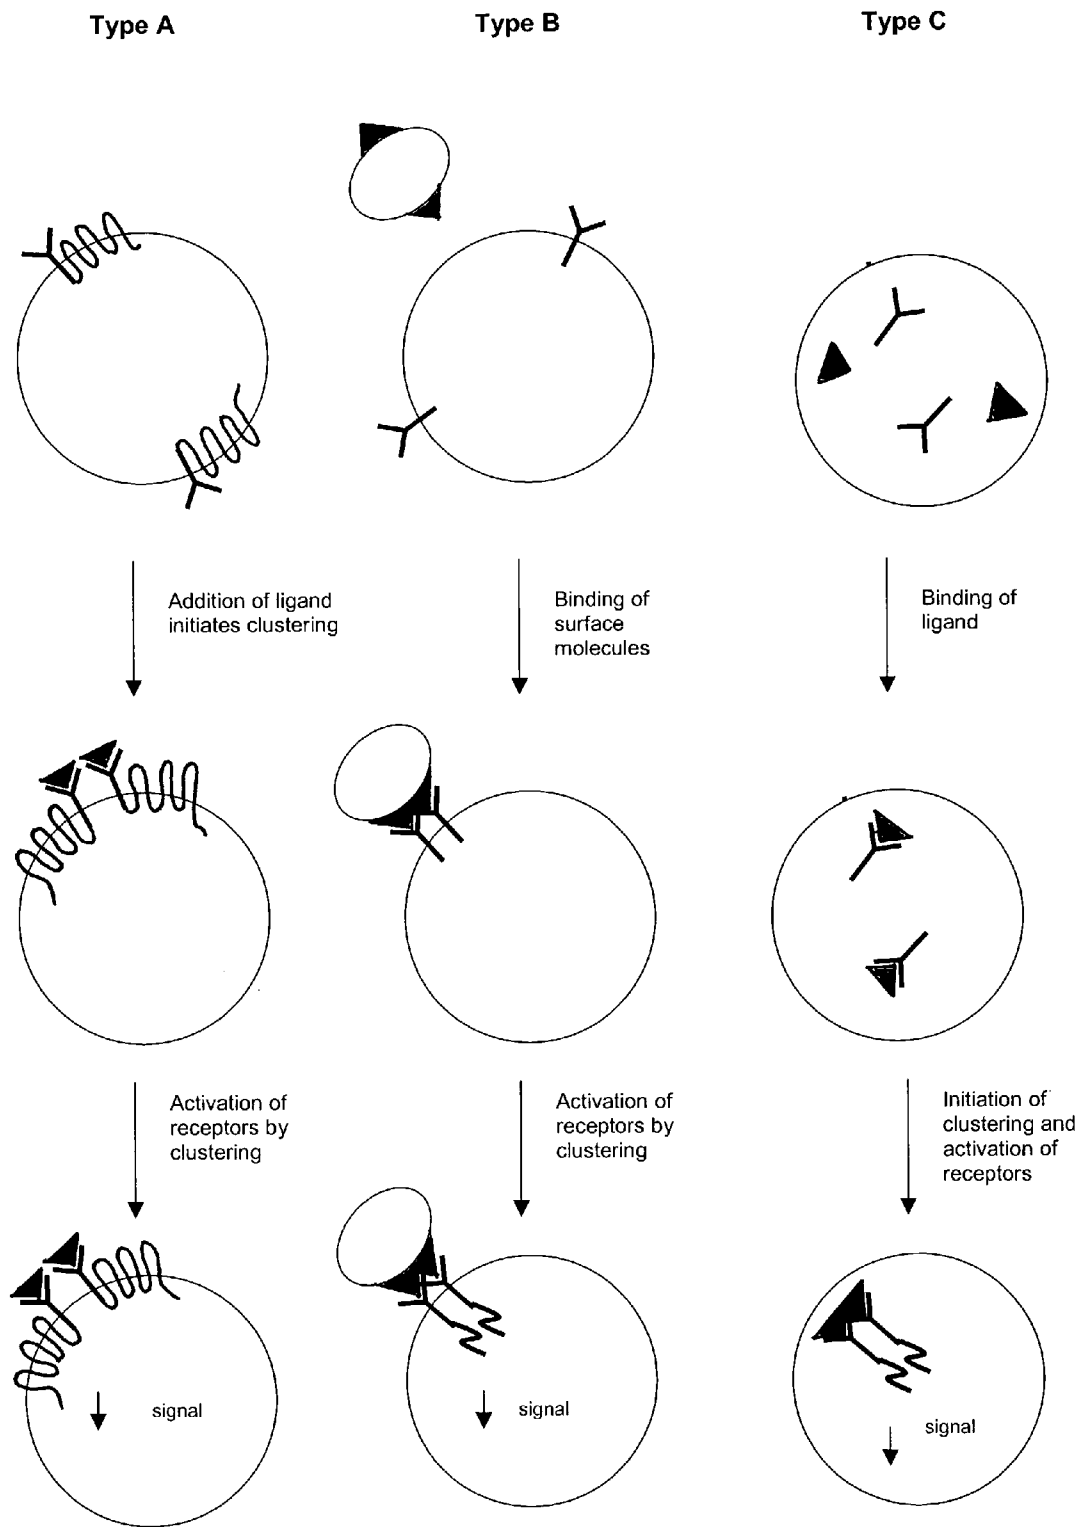 Type A
Type B
Type C
Addition of ligand
initiates clustering
Binding of
surface
molecules
Binding of
ligand
Activation of
receptors by
clustering
Activation of
receptors by
clustering
Initiation of
clustering and
activation of
receptors
signal
signal
signal